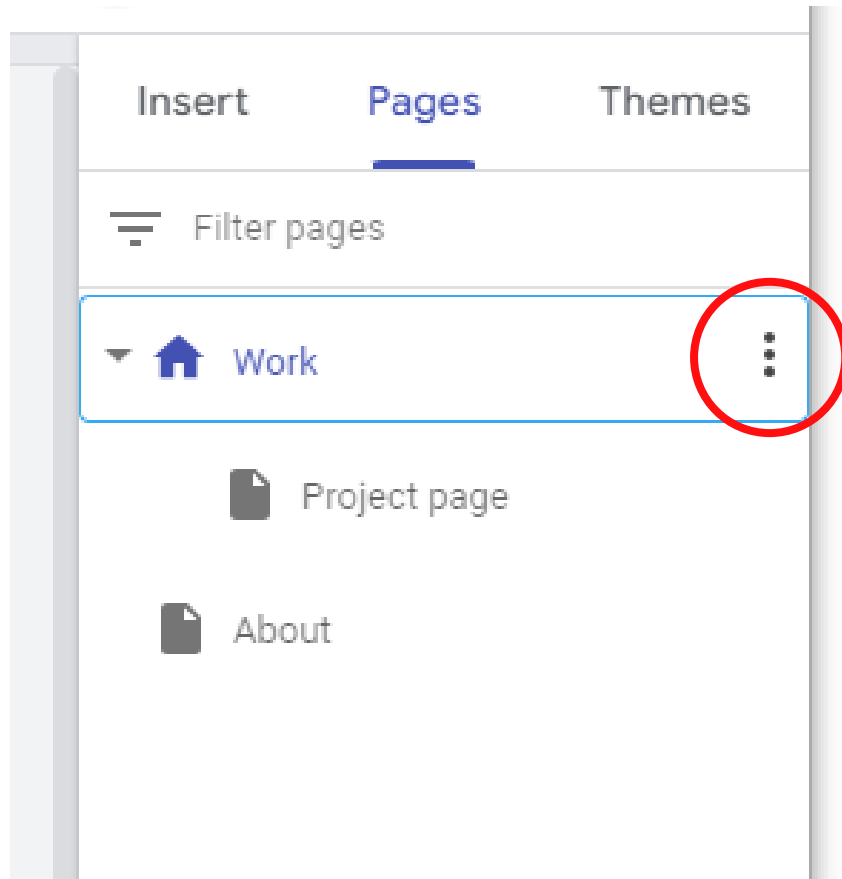 Insert Pages Themes
Filter pages
Work
Project page
About